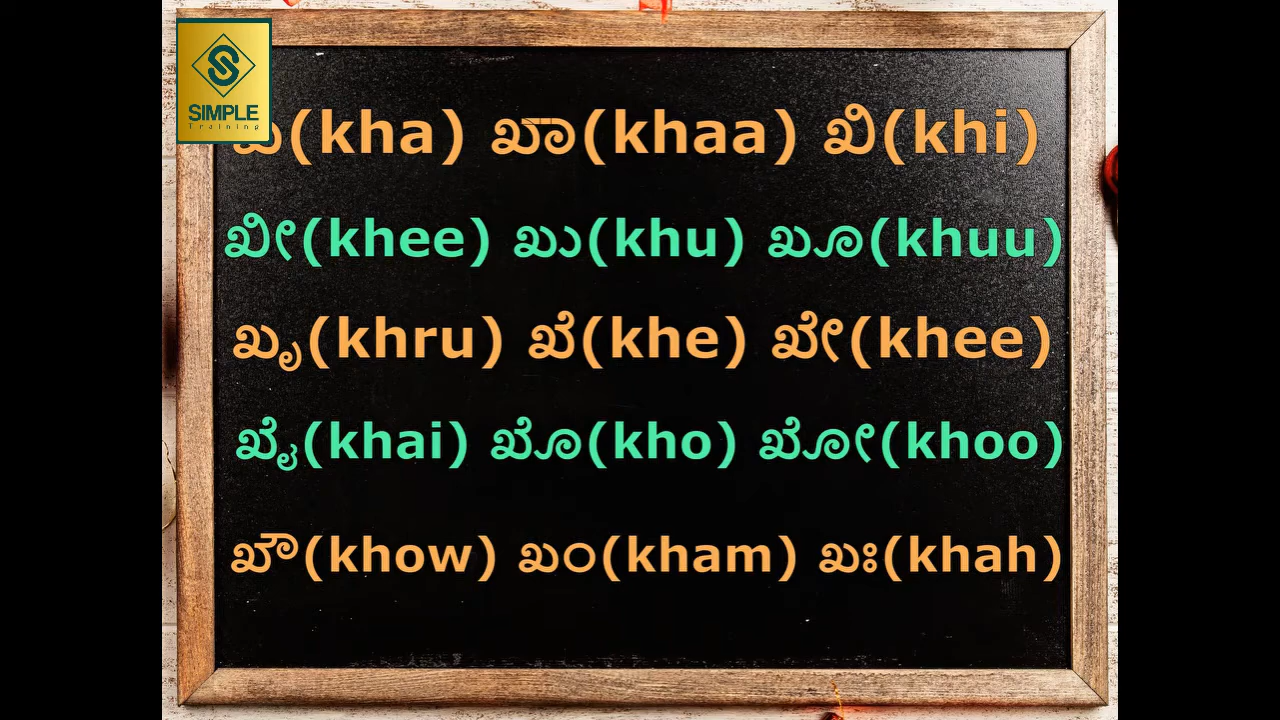 SIMPLE
Training
(kha) ಖಾ(khaa) ಖಿ(khi)
ಖೀ(khee) ಖು(khu) ಖೂ(khuu)
ಖೃ(khru) ಖೆ(khe) ಖೇ(khee)
ಖೈ(khai) ಖೊ(kho) ಖೋ(khoo)
ಖೌ(khow) ಖಂ(kham) ಖಃ(khah)